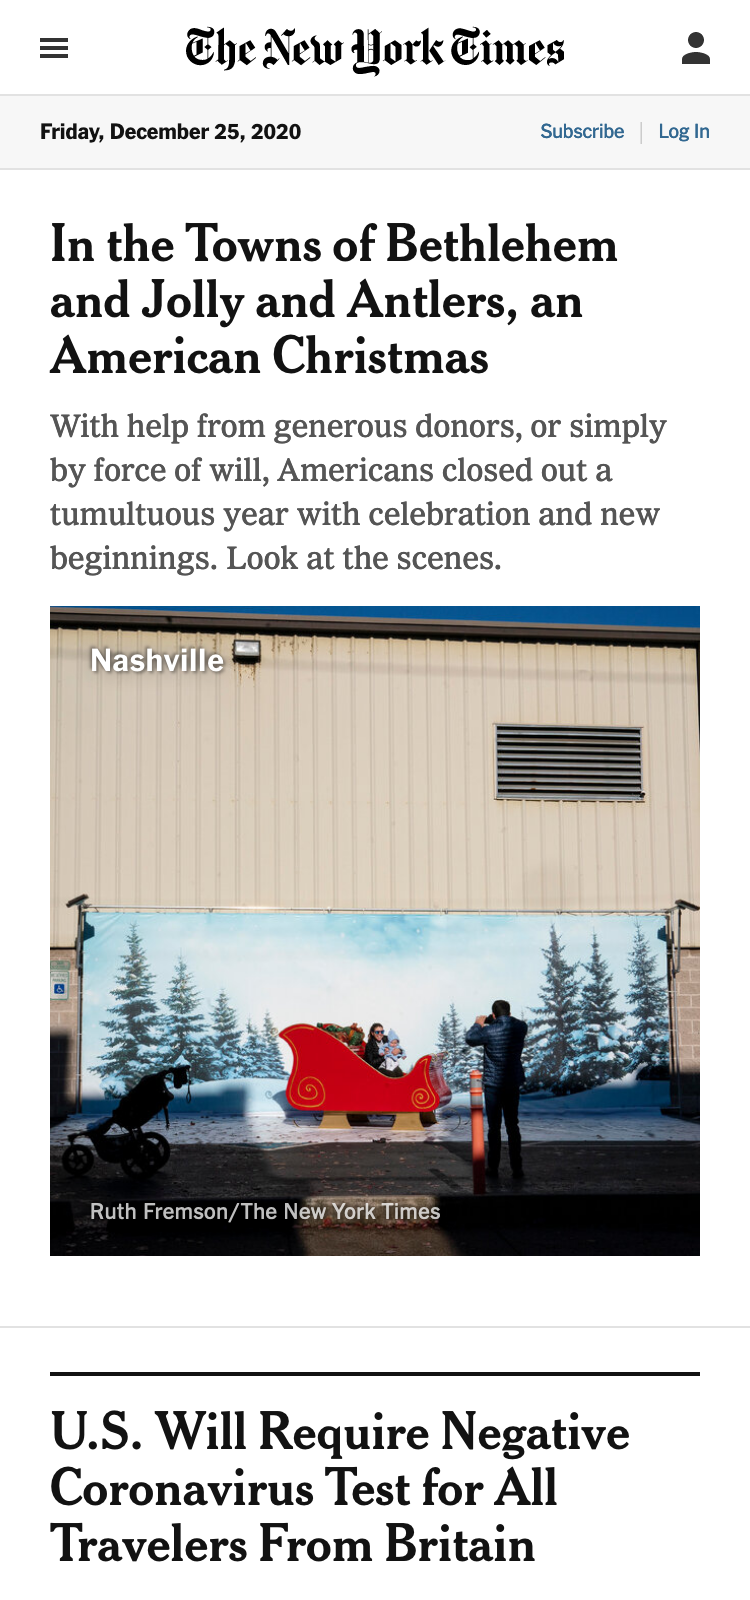 The New York Times
Friday, December 25, 2020
Subscribe
Log In
In the Towns of Bethlehem
and Jolly and Antlers, an
American Christmas
With help from generous donors, or simply
by force of will, Americans closed out a
tumultuous year with celebration and new
beginnings. Look at the scenes.
Nashville
Ruth Fremson/The New York Times
U.S. Will Require Negative
Coronavirus Test for All
Travelers From Britain